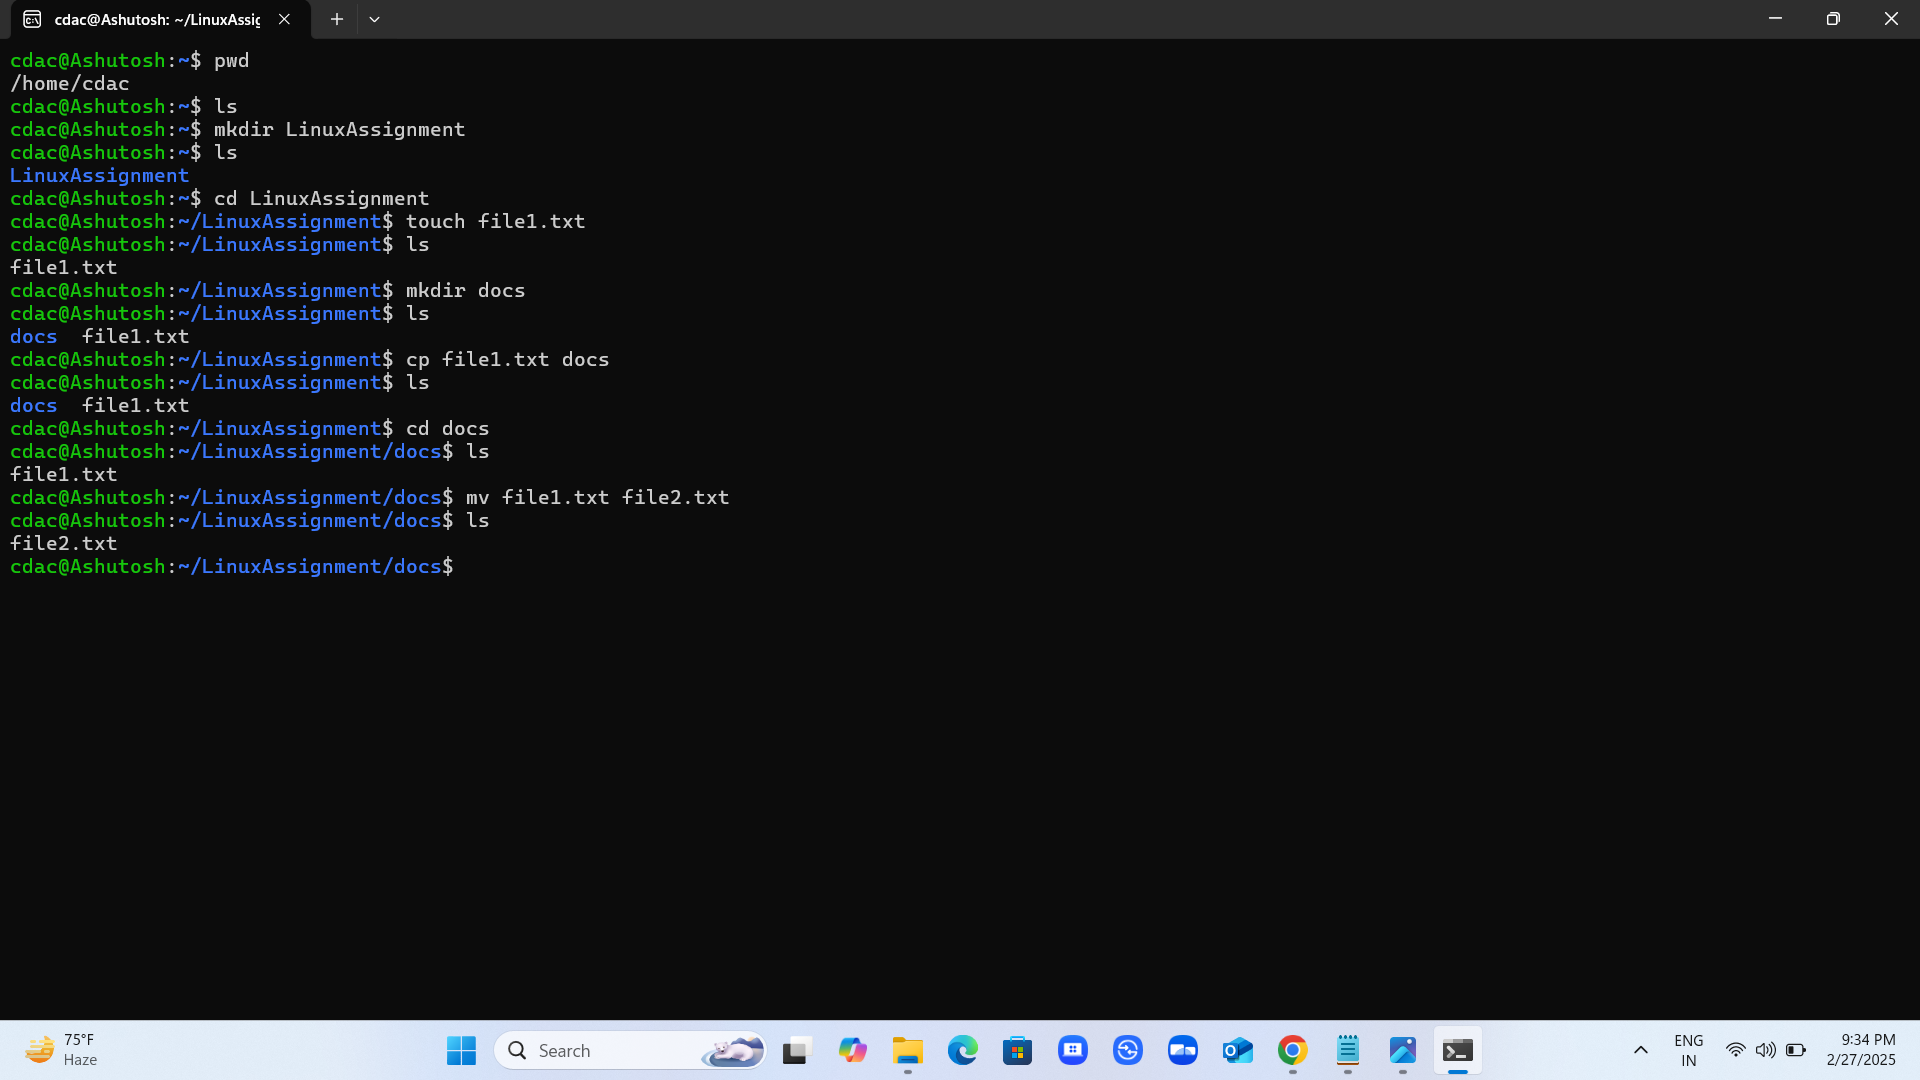 cdac@Ashutosh: ~/LinuxAssig
cdac@Ashutosh:~$ pwd
/home/cdac
cdac@Ashutosh:~$ ls
cdac@Ashutosh:~$ mkdir LinuxAssignment
cdac@Ashutosh:~$ ls
LinuxAssignment
cdac@Ashutosh:~$ cd LinuxAssignment
cdac@Ashutosh:~/LinuxAssignment$ touch file1.txt
cdac@Ashutosh:~/LinuxAssignment$ ls
file1.txt
cdac@Ashutosh:~/LinuxAssignment$ mkdir docs
cdac@Ashutosh:~/LinuxAssignment$ ls
docs  file1.txt
cdac@Ashutosh:~/LinuxAssignment$ cp file1.txt docs
cdac@Ashutosh:~/LinuxAssignment$ ls
docs  file1.txt
cdac@Ashutosh:~/LinuxAssignment$ cd docs
cdac@Ashutosh:~/LinuxAssignment/docs$ ls
file1.txt
cdac@Ashutosh:~/LinuxAssignment/docs$ mv file1.txt file2.txt
cdac@Ashutosh:~/LinuxAssignment/docs$ ls
file2.txt
cdac@Ashutosh:~/LinuxAssignment/docs$
75°F
Haze
Search
ENG
IN
9:34 PM
2/27/2025